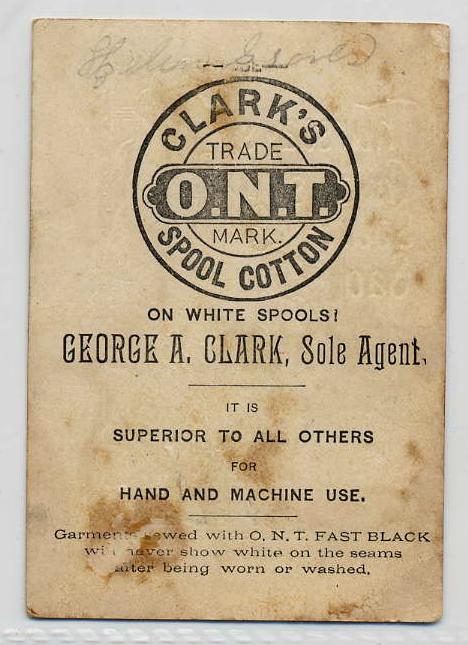 Helen Groves
CLARK'S
TRADE
O.N.T.
MARK.
SPOOL COTTON
ON WHITE SPOOLS!
GEORGE A. CLARK, Sole Agent.
IT IS
SUPERIOR TO ALL OTHERS
FOR
HAND AND MACHINE USE.
Garments sewed with O. N. T. FAST BLACK
will never show white on the seams
after being worn or washed.